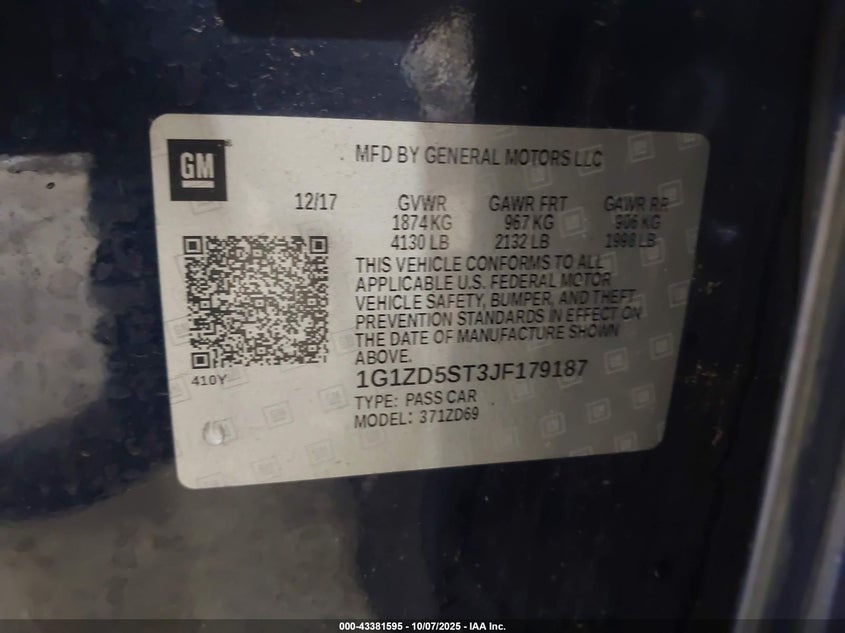 GM
MFD BY GENERAL MOTORS LLC
12/17 GVWR GAWR FRT GAWR RR
1874 KG 967 KG 906 KG
4130 LB 2132 LB 1998 LB
THIS VEHICLE CONFORMS TO ALL
APPLICABLE U.S. FEDERAL MOTOR
VEHICLE SAFETY, BUMPER, AND THEFT
PREVENTION STANDARDS IN EFFECT ON
THE DATE OF MANUFACTURE SHOWN
ABOVE.
410Y
1G1ZD5ST3JF179187
TYPE: PASS CAR
MODEL: 371ZD69
000-43381595 - 10/07/2025 - IAA Inc.